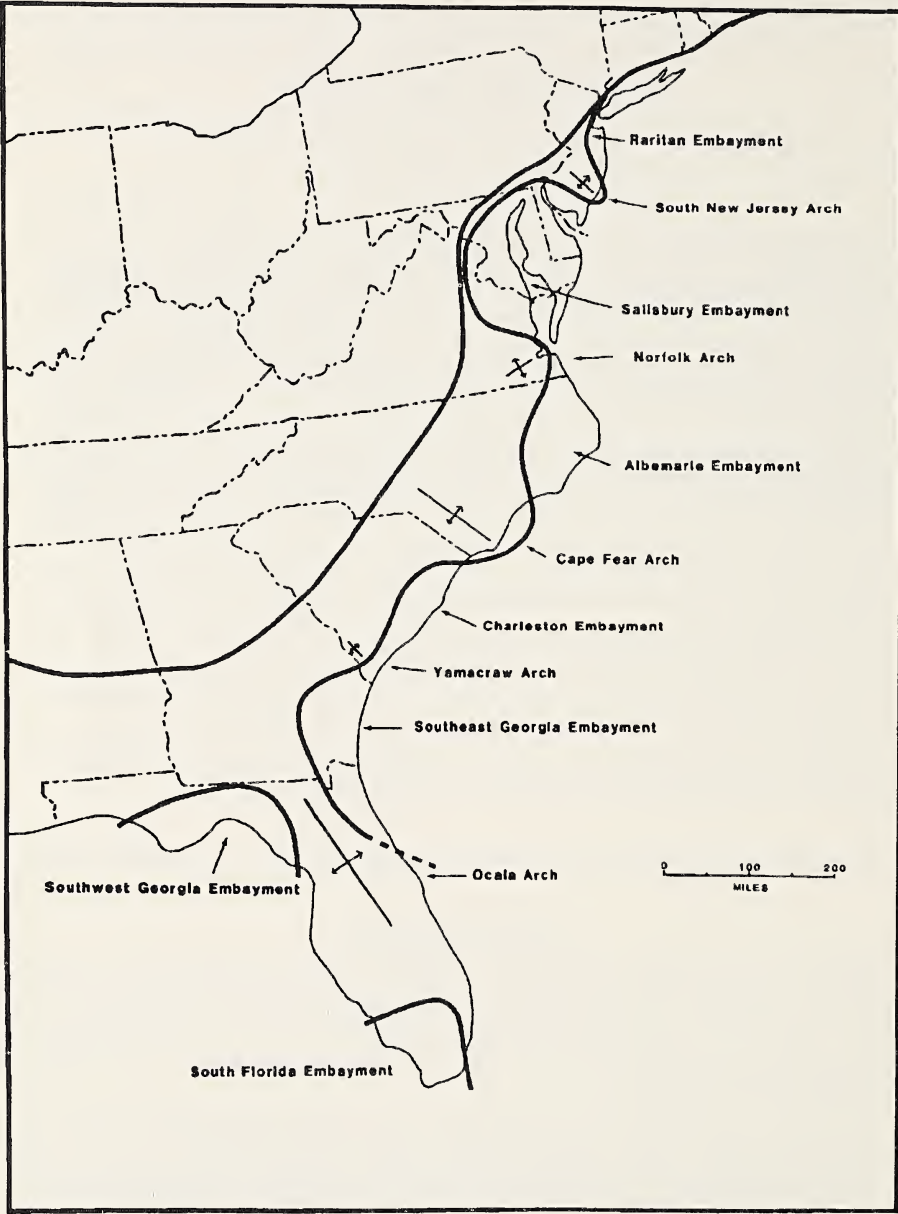 Raritan Embayment
South New Jersey Arch
Salisbury Embayment
Norfolk Arch
Albemarle Embayment
Cape Fear Arch
Charleston Embayment
Yamacraw Arch
Southeast Georgia Embayment
Ocala Arch
0 100 200
MILES
Southwest Georgia Embayment
South Florida Embayment